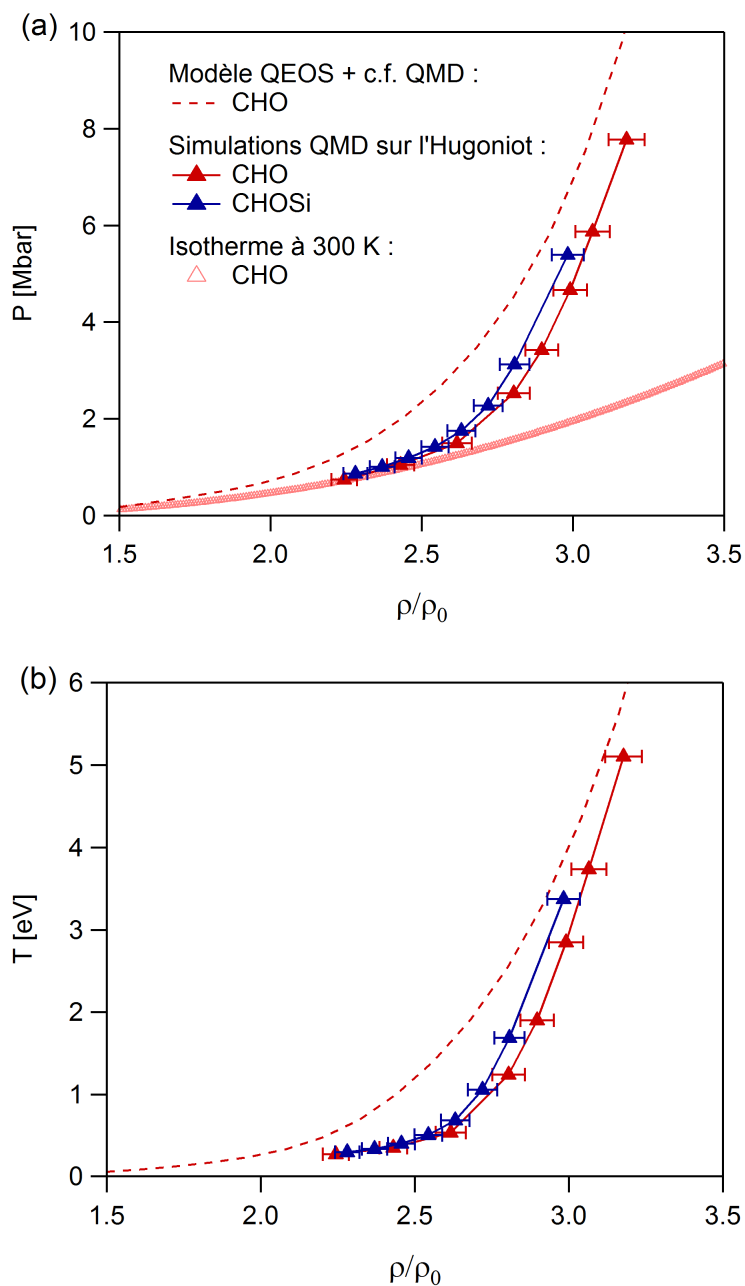 (a)
10
8
6
4
2
0
P [Mbar]
Modèle QEOS + c.f. QMD :
CHO
Simulations QMD sur l'Hugoniot :
CHO
CHOSi
Isotherme à 300 K :
CHO
1.5 2.0 2.5 3.0 3.5
ρ/ρ₀
(b)
6
5
4
3
2
1
0
T [eV]
1.5 2.0 2.5 3.0 3.5
ρ/ρ₀